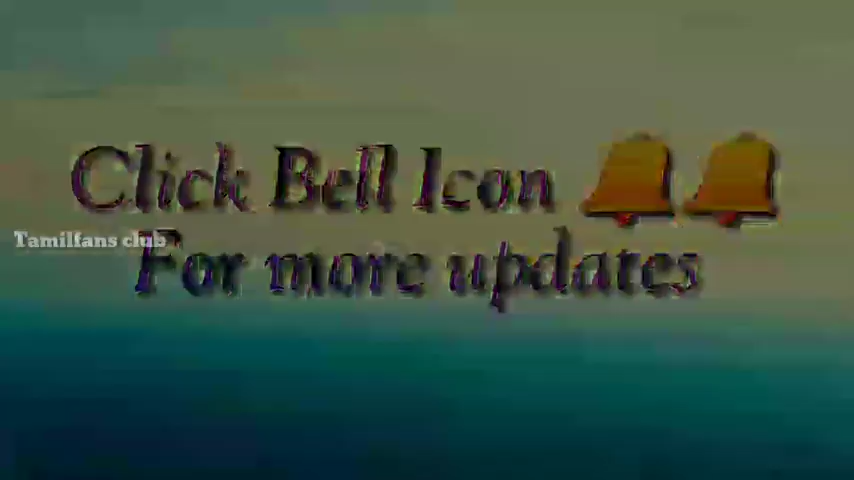 Click Bell Icon 🔔🔔
Tamilfans club
For more updates